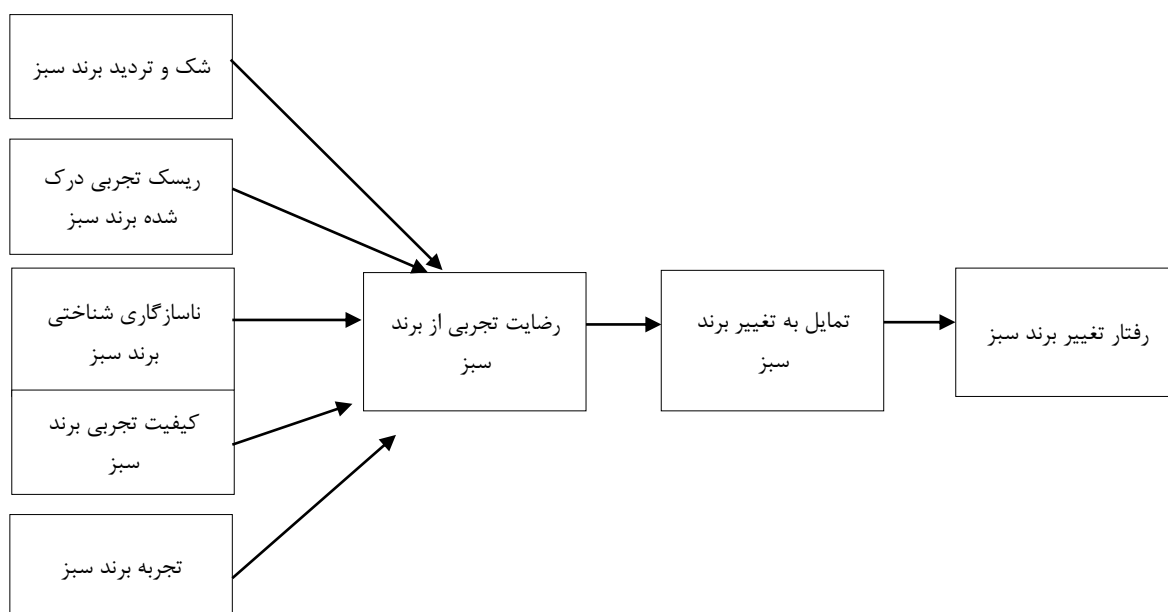 شک و تردید برند سبز
ریسک تجربی درک
شده برند سبز
ناسازگاری شناختی
برند سبز
کیفیت تجربی برند
سبز
تجربه برند سبز
رضایت تجربی از برند
سبز
تمایل به تغییر برند
سبز
رفتار تغییر برند سبز